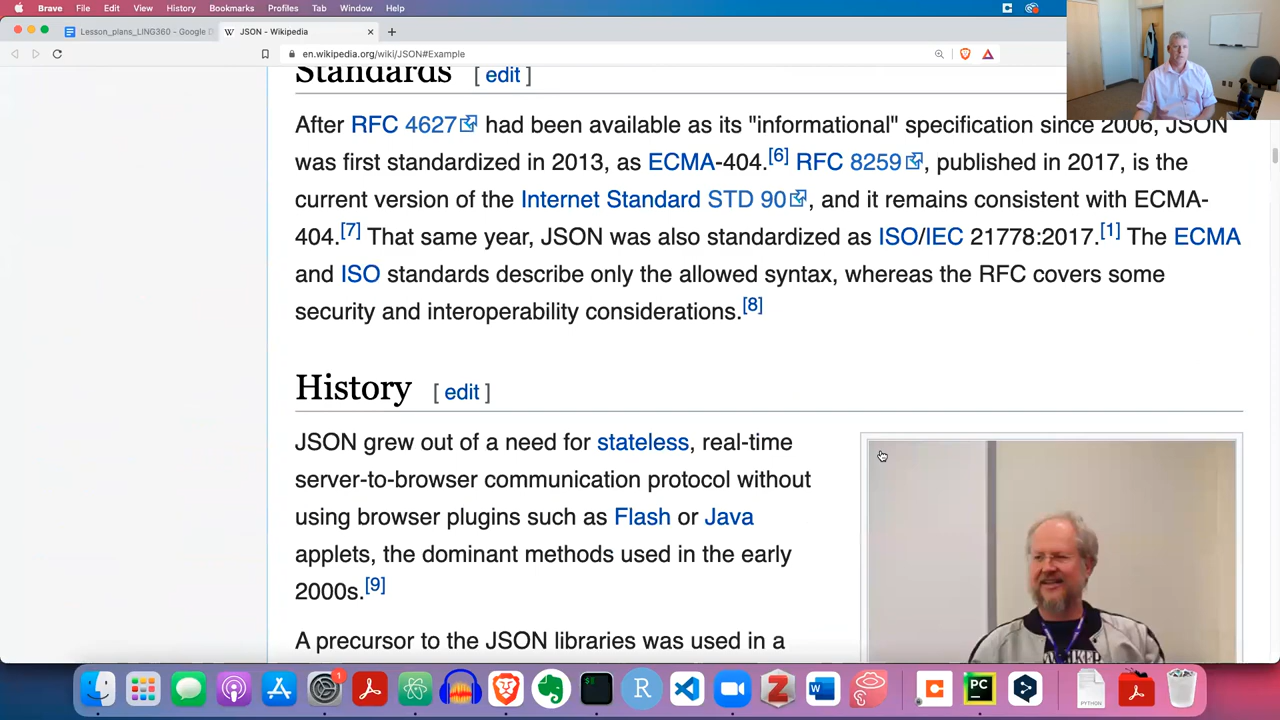 Brave File Edit View History Bookmarks Profiles Tab Window Help
Lesson_plans_LING360 - Google D
W JSON - Wikipedia
en.wikipedia.org/wiki/JSON#Example
Standards [ edit ]
After RFC 4627 had been available as its "informational" specification since 2006, JSON
was first standardized in 2013, as ECMA-404.[6] RFC 8259, published in 2017, is the
current version of the Internet Standard STD 90, and it remains consistent with ECMA-
404.[7] That same year, JSON was also standardized as ISO/IEC 21778:2017.[1] The ECMA
and ISO standards describe only the allowed syntax, whereas the RFC covers some
security and interoperability considerations.[8]
History [ edit ]
JSON grew out of a need for stateless, real-time
server-to-browser communication protocol without
using browser plugins such as Flash or Java
applets, the dominant methods used in the early
2000s.[9]
A precursor to the JSON libraries was used in a
1
$
R
W
C
PC
PYTHON